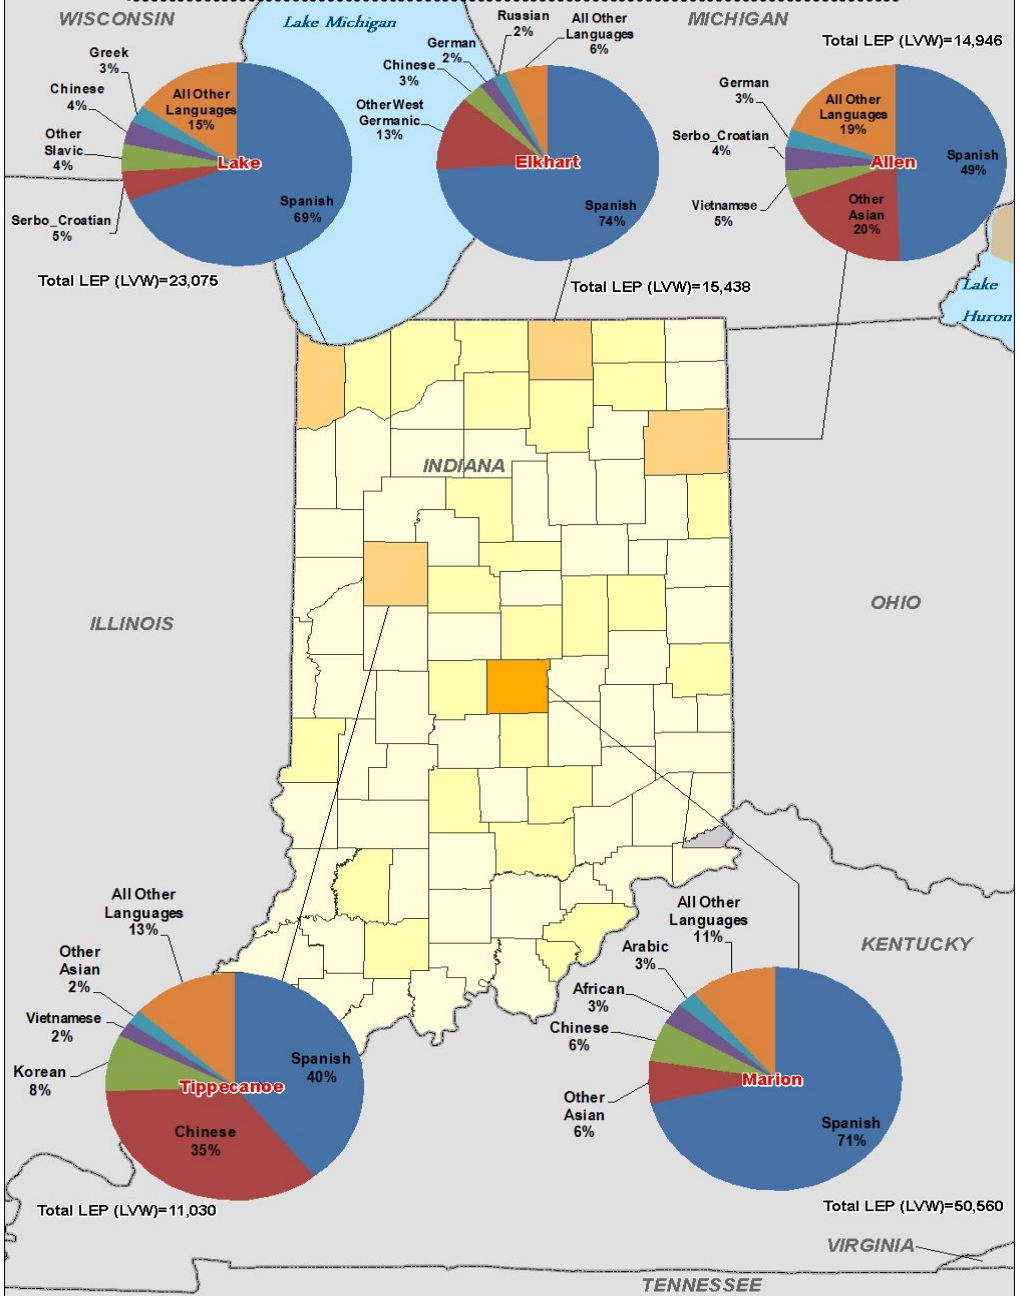 WISCONSIN
Lake Michigan
MICHIGAN
Russian
2%
All Other
Languages
6%
German
2%
Chinese
3%
Other West
Germanic
13%
Elkhart
Spanish
74%
Total LEP (LVW)=15,438
Greek
3%
Chinese
4%
Other
Slavic
4%
Serbo_Croatian
5%
All Other
Languages
15%
Lake
Spanish
69%
Total LEP (LVW)=23,075
Total LEP (LVW)=14,946
German
3%
Serbo_Croatian
4%
Vietnamese
5%
All Other
Languages
19%
Allen
Spanish
49%
Other
Asian
20%
Lake
Huron
INDIANA
ILLINOIS
OHIO
All Other
Languages
13%
Other
Asian
2%
Vietnamese
2%
Korean
8%
Spanish
40%
Tippecanoe
Chinese
35%
Total LEP (LVW)=11,030
All Other
Languages
11%
Arabic
3%
African
3%
Chinese
6%
Other
Asian
6%
Marion
Spanish
71%
Total LEP (LVW)=50,560
KENTUCKY
VIRGINIA
TENNESSEE